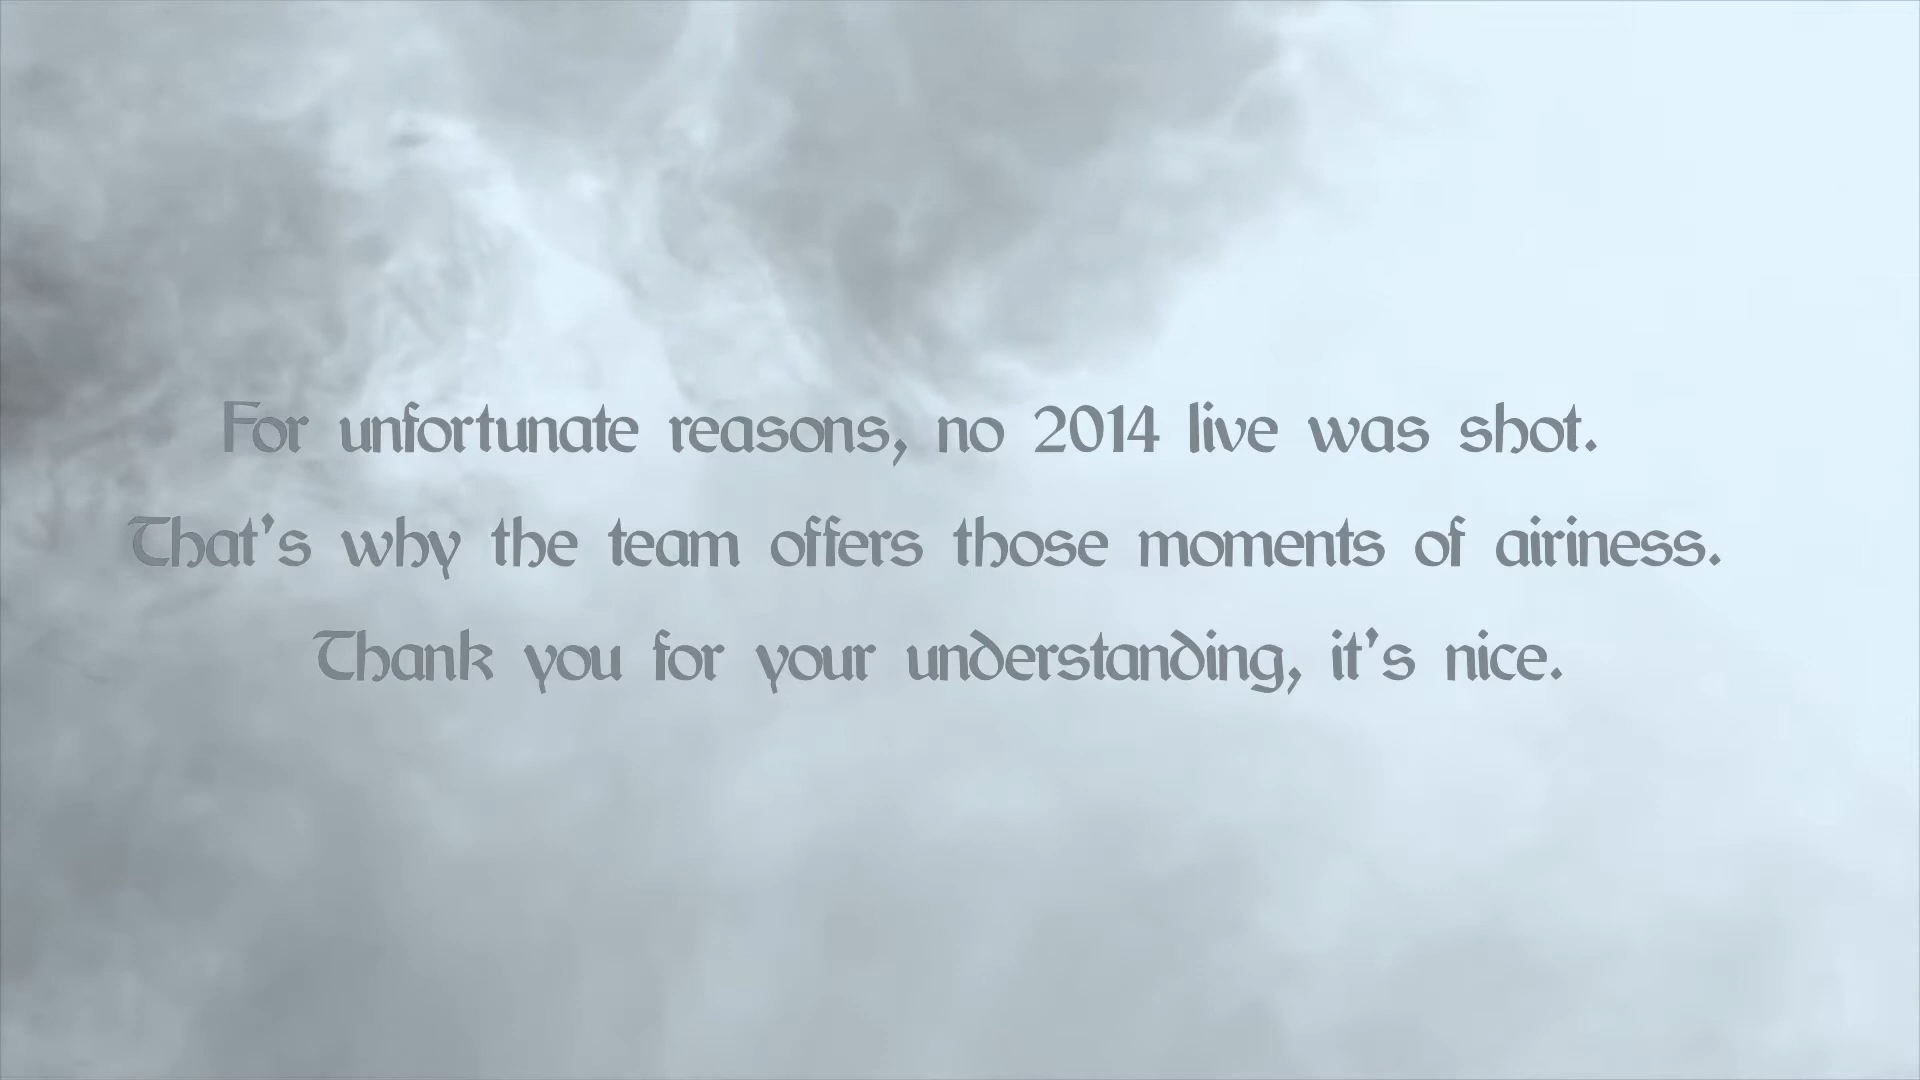 For unfortunate reasons, no 2014 live was shot.
That's why the team offers those moments of airiness.
Thank you for your understanding, it's nice.